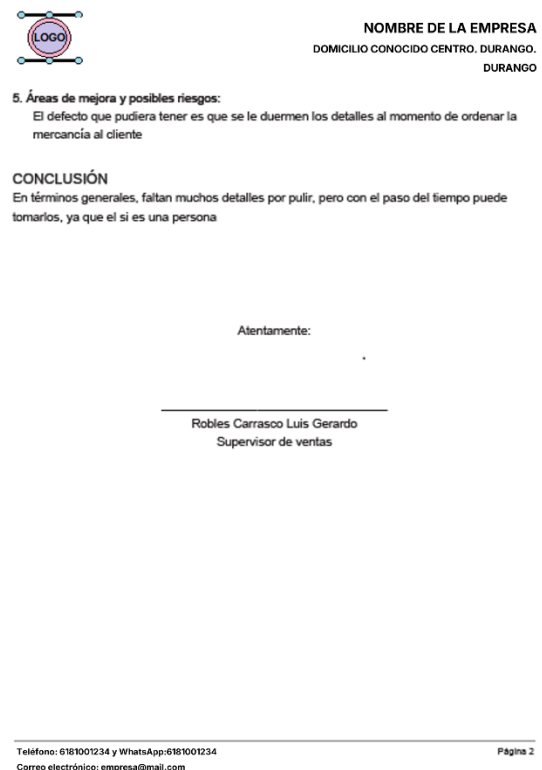 LOGO
NOMBRE DE LA EMPRESA
DOMICILIO CONOCIDO CENTRO. DURANGO.
DURANGO
5. Áreas de mejora y posibles riesgos:
El defecto que pudiera tener es que se le duermen los detalles al momento de ordenar la
mercancía al cliente
CONCLUSIÓN
En términos generales, faltan muchos detalles por pulir, pero con el paso del tiempo puede
tomarlos, ya que el si es una persona
Atentamente:
Robles Carrasco Luis Gerardo
Supervisor de ventas
Teléfono: 6181001234 y WhatsApp:6181001234
Página 2
Correo electrónico: empresa@mail.com